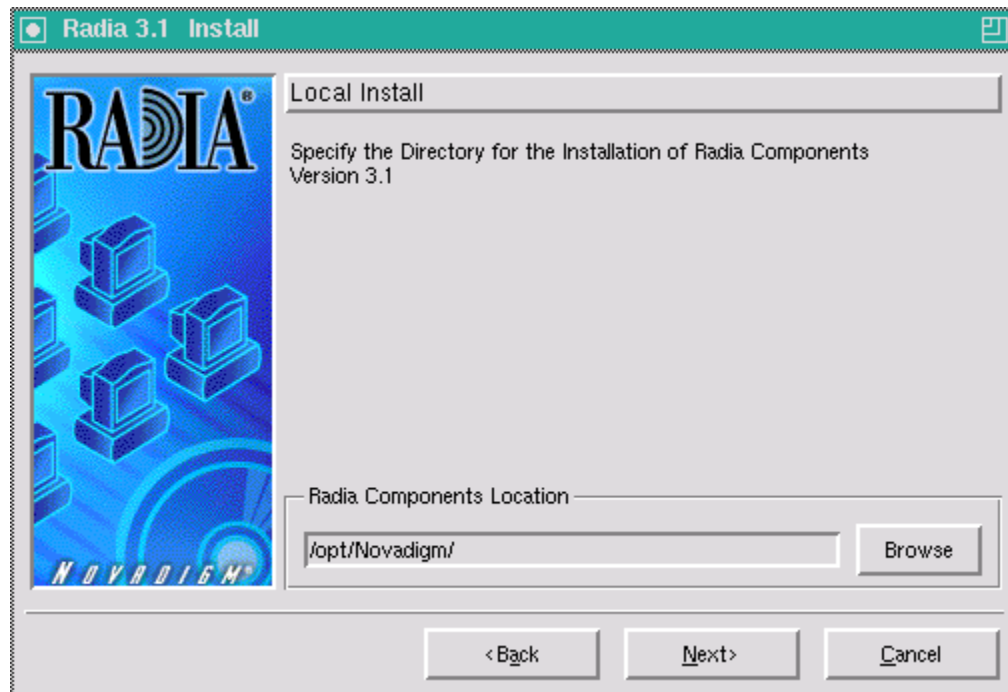 Radia 3.1 Install
RADIA®
Local Install
Specify the Directory for the Installation of Radia Components
Version 3.1
Radia Components Location
/opt/Novadigm/
Browse
NOVADIGM®
<Back
Next>
Cancel